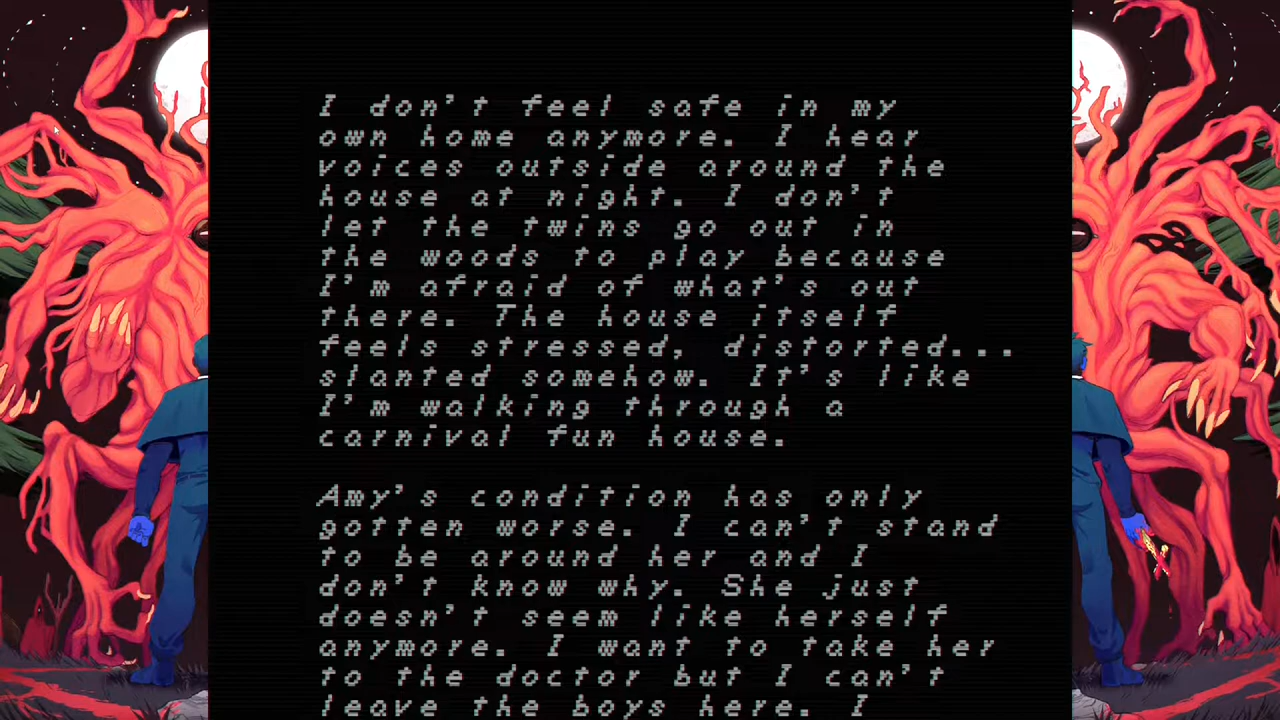 I don't feel safe in my
own home anymore. I hear
voices outside around the
house at night. I don't
let the twins go out in
the woods to play because
I'm afraid of what's out
there. The house itself
feels stressed, distorted...
slanted somehow. It's like
I'm walking through a
carnival fun house.
Amy's condition has only
gotten worse. I can't stand
to be around her and I
don't know why. She just
doesn't seem like herself
anymore. I want to take her
to the doctor but I can't
leave the boys here. I